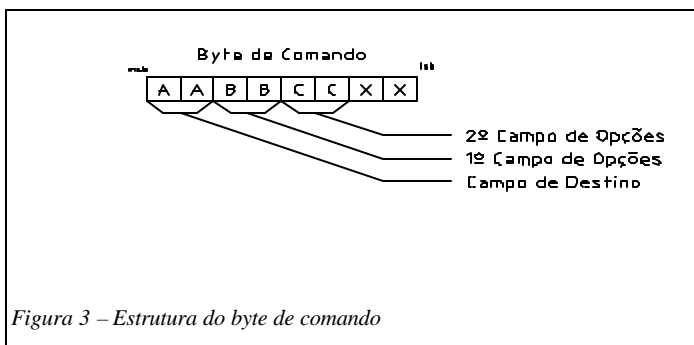 Byte de Comando
msb lsb
A A B B C C X X
2º Campo de Opções
1º Campo de Opções
Campo de Destino
Figura 3 – Estrutura do byte de comando